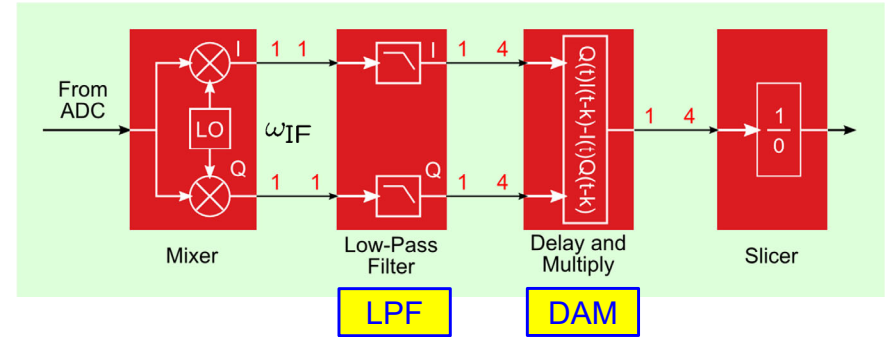 From
ADC
I
LO
Q
ω_IF
1 1
1 1
I
Q
1 4
1 4
Q(t)I(t-k)-I(t)Q(t-k)
1 4
1
0
Mixer
Low-Pass
Filter
Delay and
Multiply
Slicer
LPF
DAM